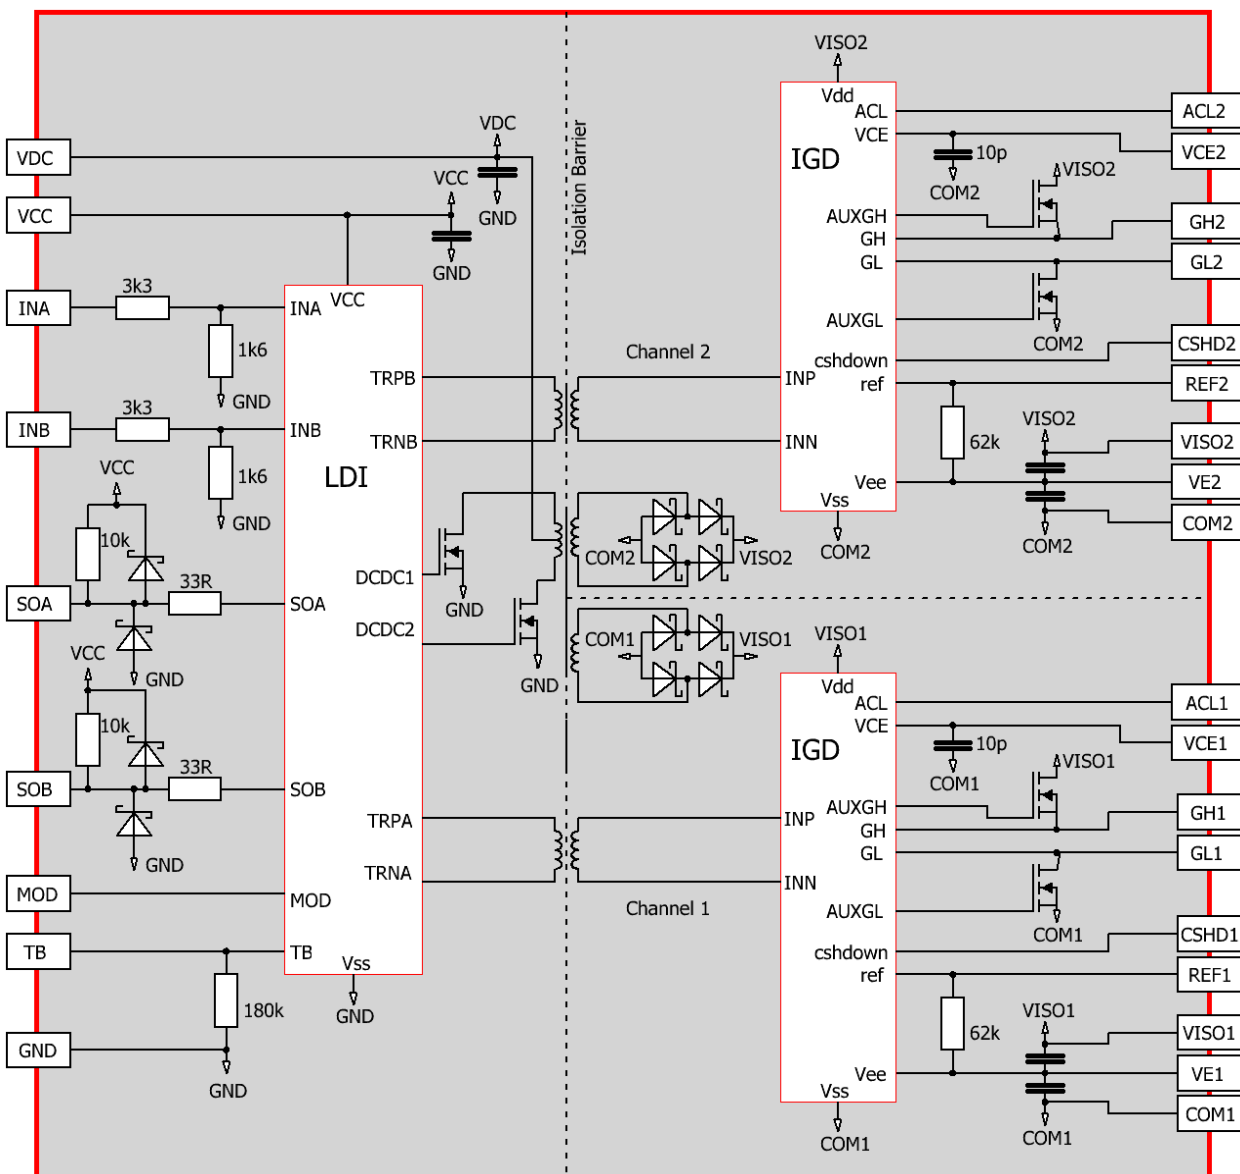 VDC
VCC
INA
INB
SOA
SOB
MOD
TB
GND
3k3
1k6
GND
3k3
1k6
GND
VCC
10k
33R
GND
VCC
10k
33R
GND
180k
GND
VDC
GND
VCC
GND
VCC
INA
INB
LDI
SOA
SOB
MOD
TB
Vss
GND
TRPB
TRNB
DCDC1
DCDC2
TRPA
TRNA
GND
GND
Isolation Barrier
Channel 2
COM2
VISO2
COM1
VISO1
Channel 1
VISO2
Vdd
ACL
VCE
IGD
AUXGH
GH
GL
AUXGL
cshdown
ref
INP
INN
Vee
Vss
COM2
10p
COM2
VISO2
COM2
62k
VISO2
COM2
ACL2
VCE2
GH2
GL2
CSHD2
REF2
VISO2
VE2
COM2
VISO1
Vdd
ACL
VCE
IGD
AUXGH
GH
GL
AUXGL
cshdown
ref
INP
INN
Vee
Vss
COM1
10p
COM1
VISO1
COM1
62k
VISO1
COM1
ACL1
VCE1
GH1
GL1
CSHD1
REF1
VISO1
VE1
COM1